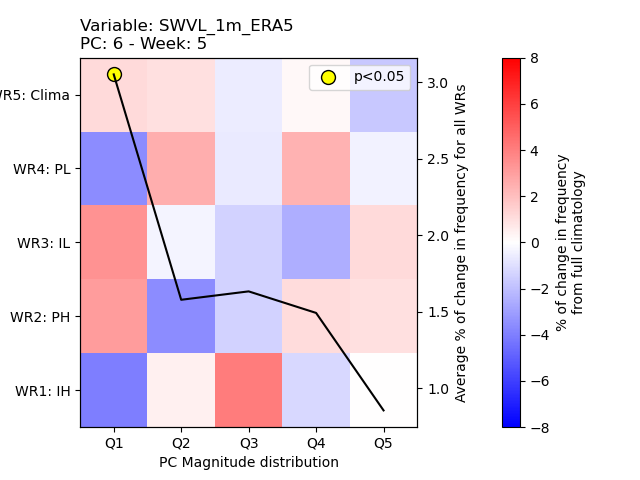 Variable: SWVL_1m_ERA5
PC: 6 - Week: 5
p<0.05
WR5: Clima
WR4: PL
WR3: IL
WR2: PH
WR1: IH
Q1 Q2 Q3 Q4 Q5
PC Magnitude distribution
3.0
2.5
2.0
1.5
1.0
Average % of change in frequency for all WRs
8
6
4
2
0
−2
−4
−6
−8
% of change in frequency
from full climatology